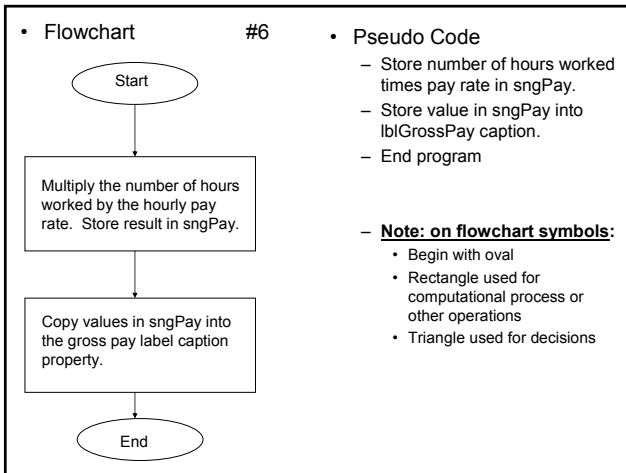 • Flowchart #6
Start
Multiply the number of hours
worked by the hourly pay
rate. Store result in sngPay.
Copy values in sngPay into
the gross pay label caption
property.
End
• Pseudo Code
– Store number of hours worked
times pay rate in sngPay.
– Store value in sngPay into
lblGrossPay caption.
– End program
– Note: on flowchart symbols:
• Begin with oval
• Rectangle used for
computational process or
other operations
• Triangle used for decisions